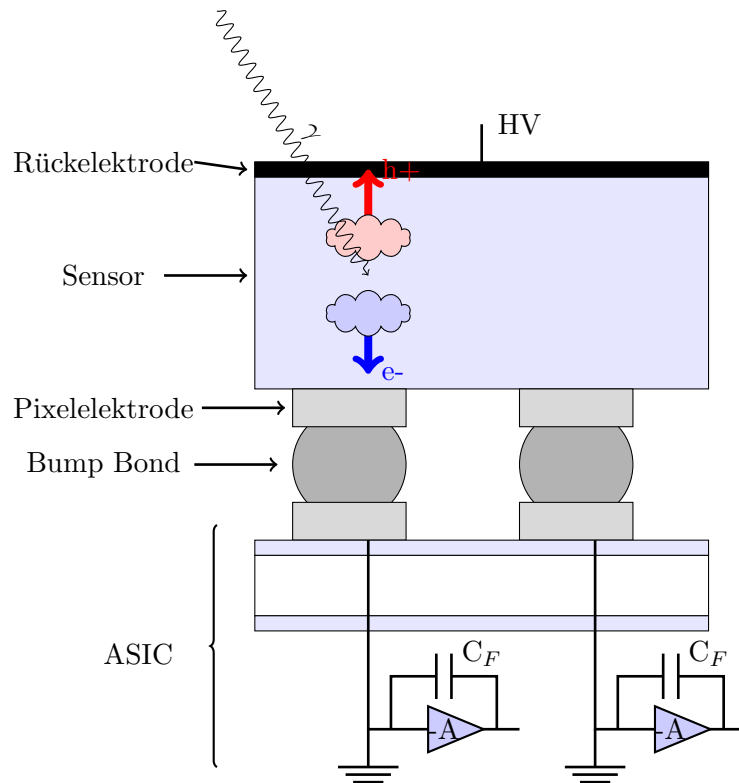 γ
HV
Rückelektrode
h+
Sensor
e-
Pixelelektrode
Bump Bond
ASIC
C_F
C_F
-A
-A